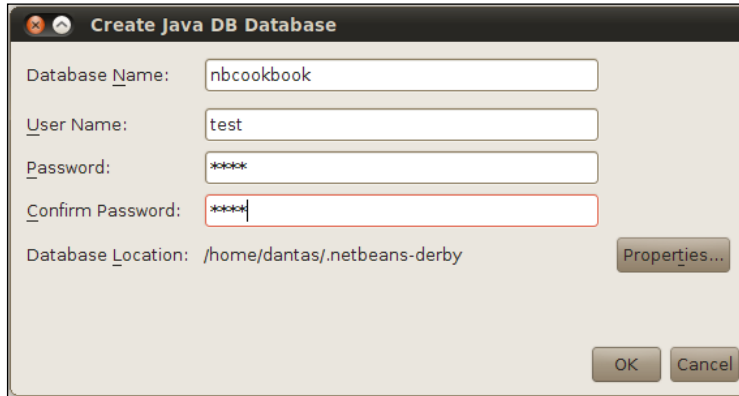 Create Java DB Database
Database Name: nbcookbook
User Name: test
Password: ****
Confirm Password: ****
Database Location: /home/dantas/.netbeans-derby Properties...
OK Cancel